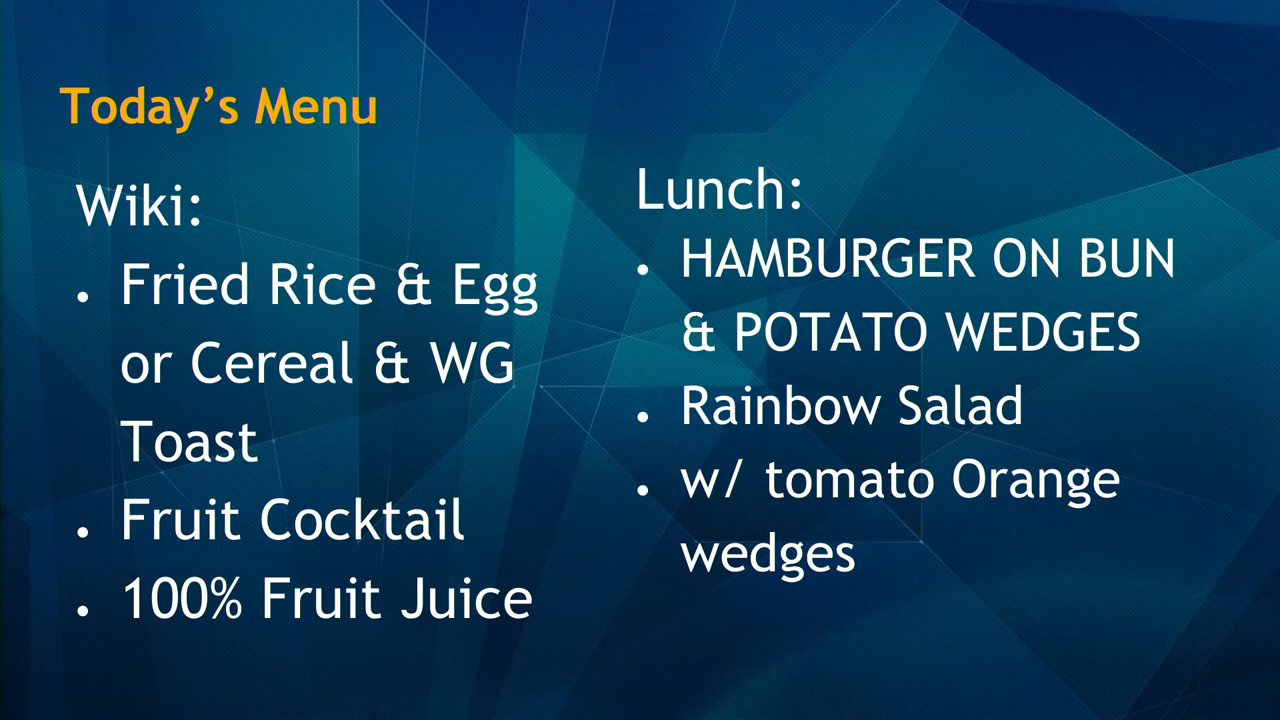 Today’s Menu
Wiki:
• Fried Rice & Egg
or Cereal & WG
Toast
• Fruit Cocktail
• 100% Fruit Juice
Lunch:
• HAMBURGER ON BUN
& POTATO WEDGES
• Rainbow Salad
• w/ tomato Orange
wedges